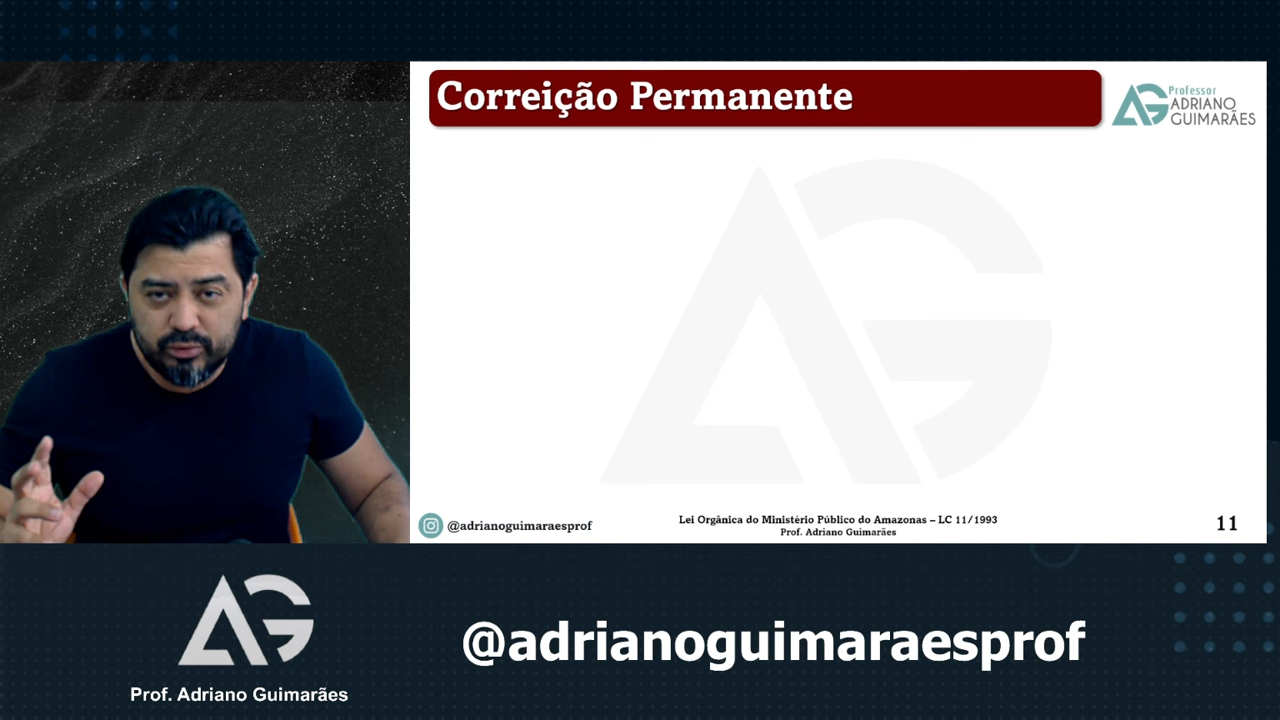 Correição Permanente
Professor
ADRIANO
GUIMARÃES
@adrianoguimaraesprof
Lei Orgânica do Ministério Público do Amazonas – LC 11/1993
Prof. Adriano Guimarães
11
AG
Prof. Adriano Guimarães
@adrianoguimaraesprof